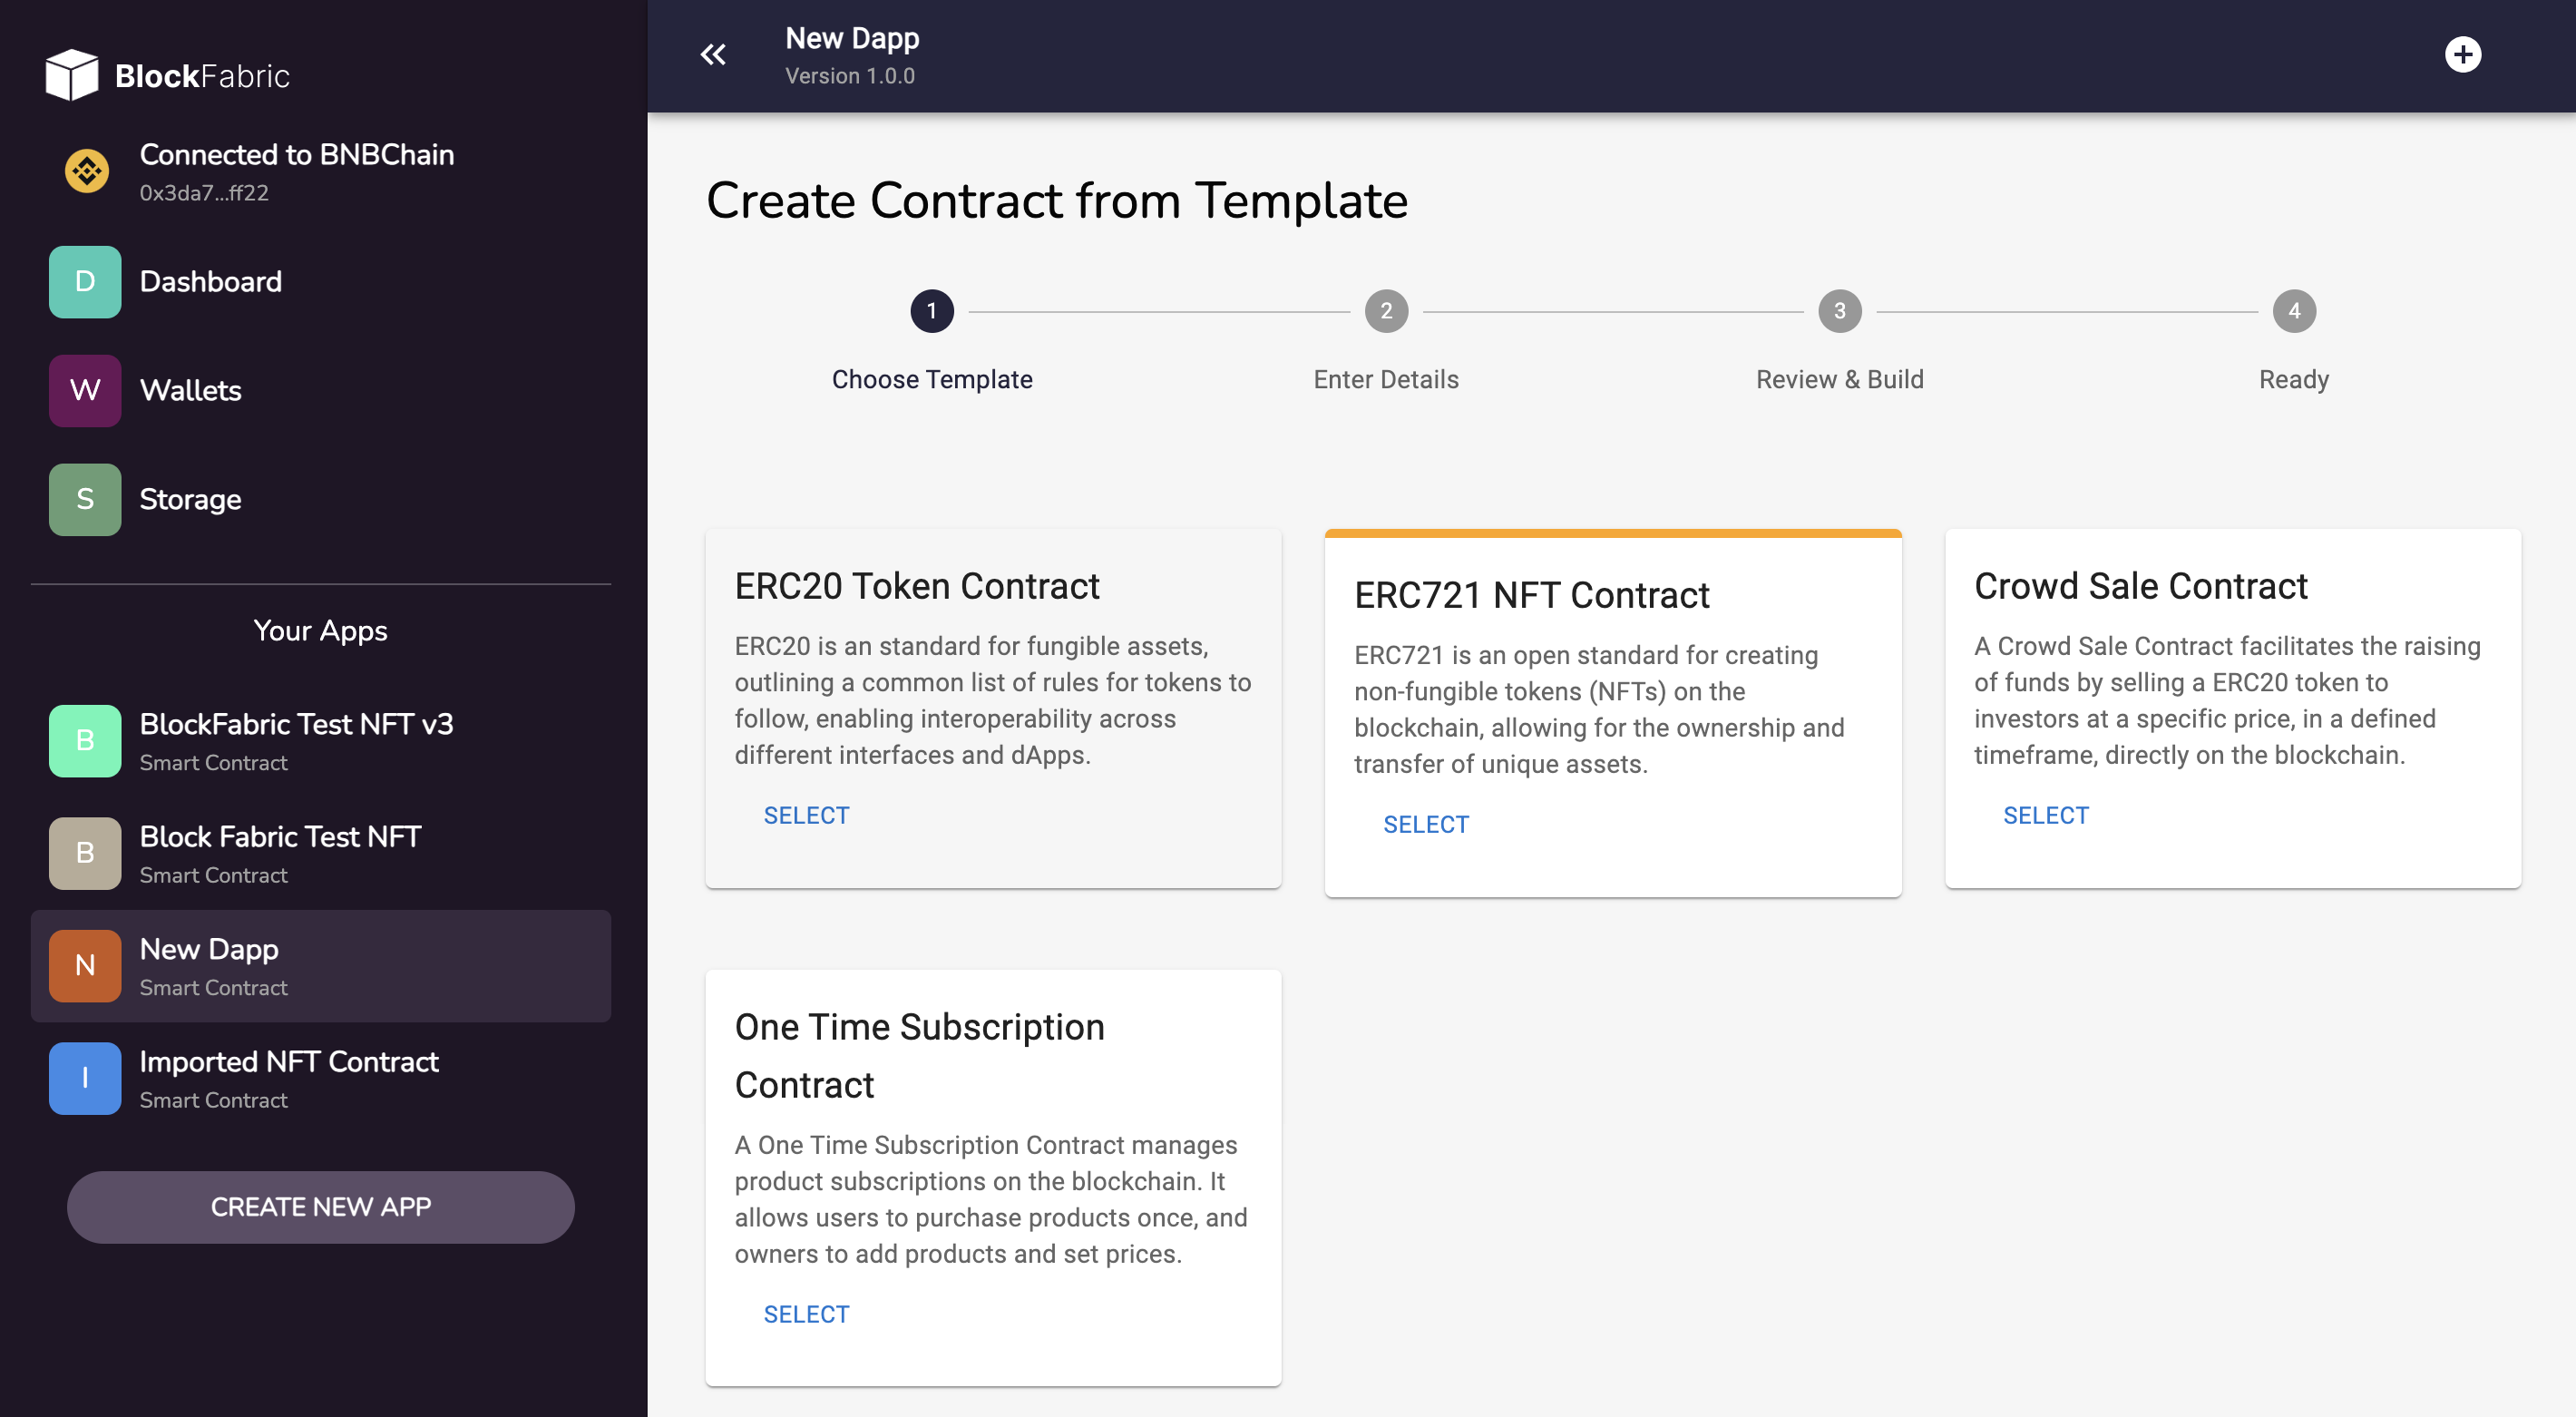 BlockFabric
Connected to BNBChain
0x3da7...ff22
D
Dashboard
W
Wallets
S
Storage
Your Apps
B
BlockFabric Test NFT v3
Smart Contract
B
Block Fabric Test NFT
Smart Contract
N
New Dapp
Smart Contract
I
Imported NFT Contract
Smart Contract
CREATE NEW APP
New Dapp
Version 1.0.0
Create Contract from Template
1
Choose Template
2
Enter Details
3
Review & Build
4
Ready
ERC20 Token Contract
ERC20 is an standard for fungible assets,
outlining a common list of rules for tokens to
follow, enabling interoperability across
different interfaces and dApps.
SELECT
ERC721 NFT Contract
ERC721 is an open standard for creating
non-fungible tokens (NFTs) on the
blockchain, allowing for the ownership and
transfer of unique assets.
SELECT
Crowd Sale Contract
A Crowd Sale Contract facilitates the raising
of funds by selling a ERC20 token to
investors at a specific price, in a defined
timeframe, directly on the blockchain.
SELECT
One Time Subscription
Contract
A One Time Subscription Contract manages
product subscriptions on the blockchain. It
allows users to purchase products once, and
owners to add products and set prices.
SELECT